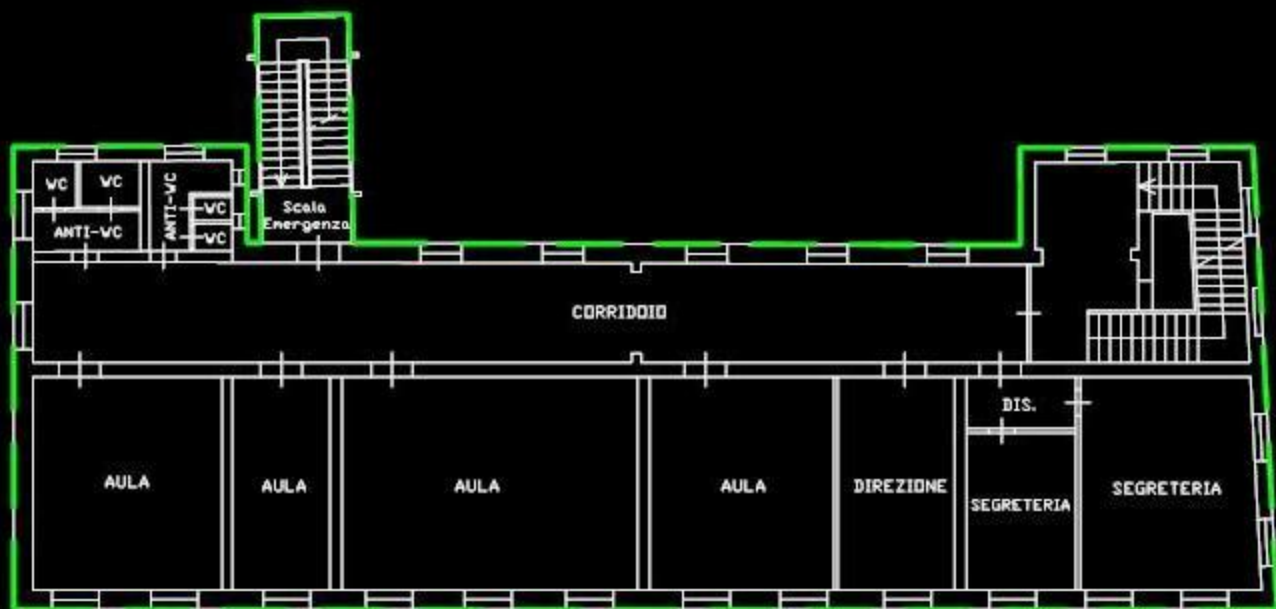 WC
WC
ANTI-WC
ANTI-WC
WC
WC
Scala
Emergenza
CORRIDOIO
DIS.
AULA
AULA
AULA
AULA
DIREZIONE
SEGRETERIA
SEGRETERIA